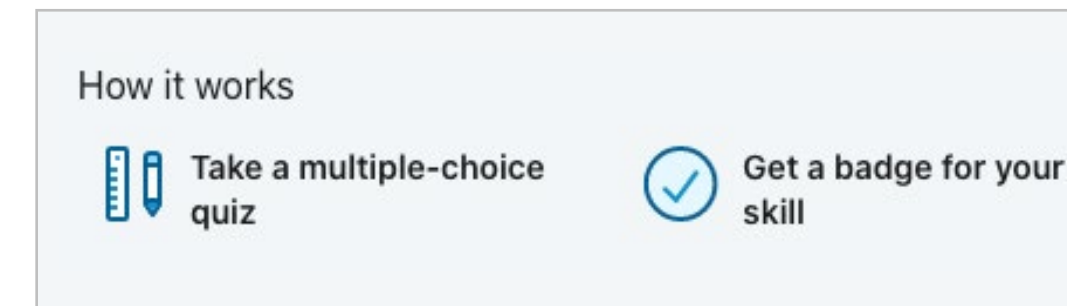 How it works
Take a multiple-choice
quiz
Get a badge for your
skill